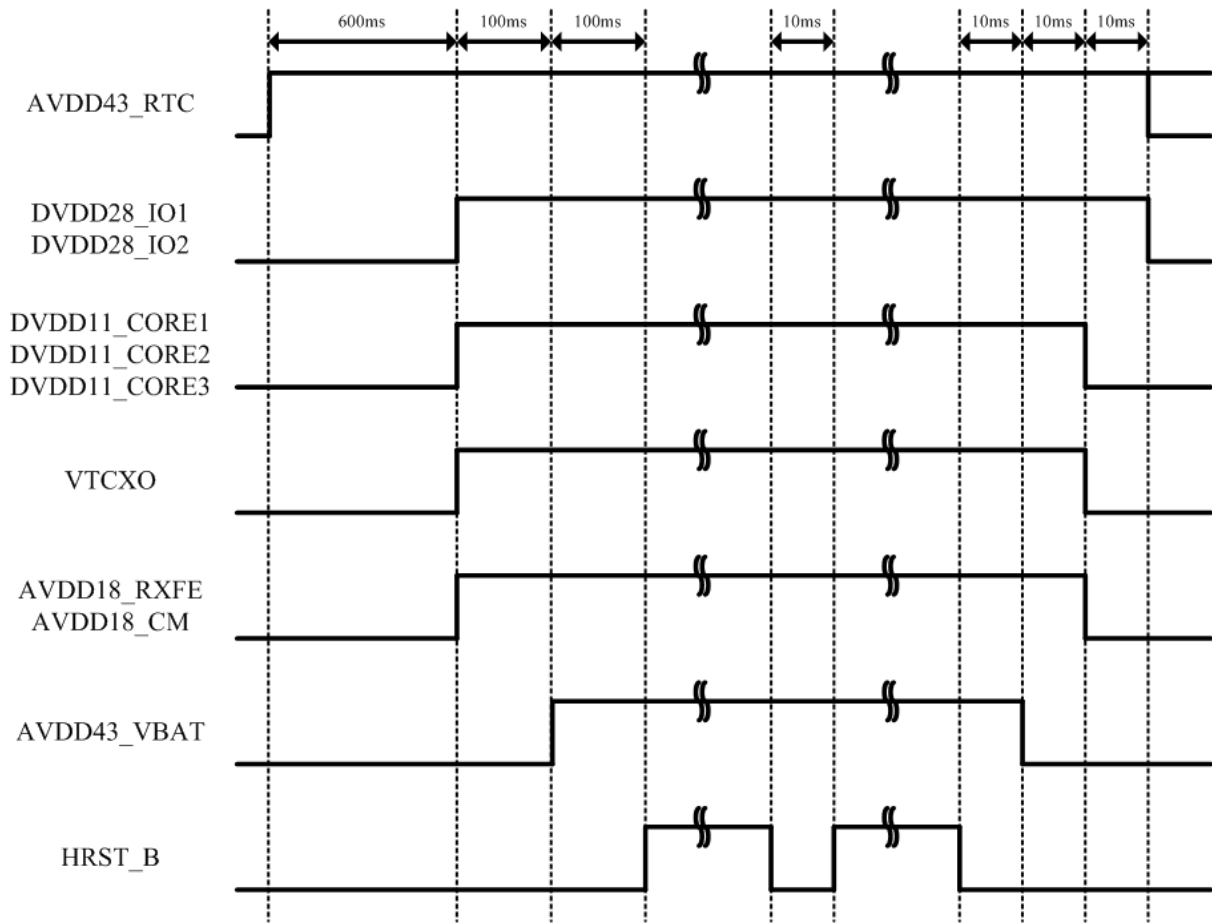 600ms 100ms 100ms 10ms 10ms 10ms 10ms
AVDD43_RTC
DVDD28_IO1
DVDD28_IO2
DVDD11_CORE1
DVDD11_CORE2
DVDD11_CORE3
VTCXO
AVDD18_RXFE
AVDD18_CM
AVDD43_VBAT
HRST_B